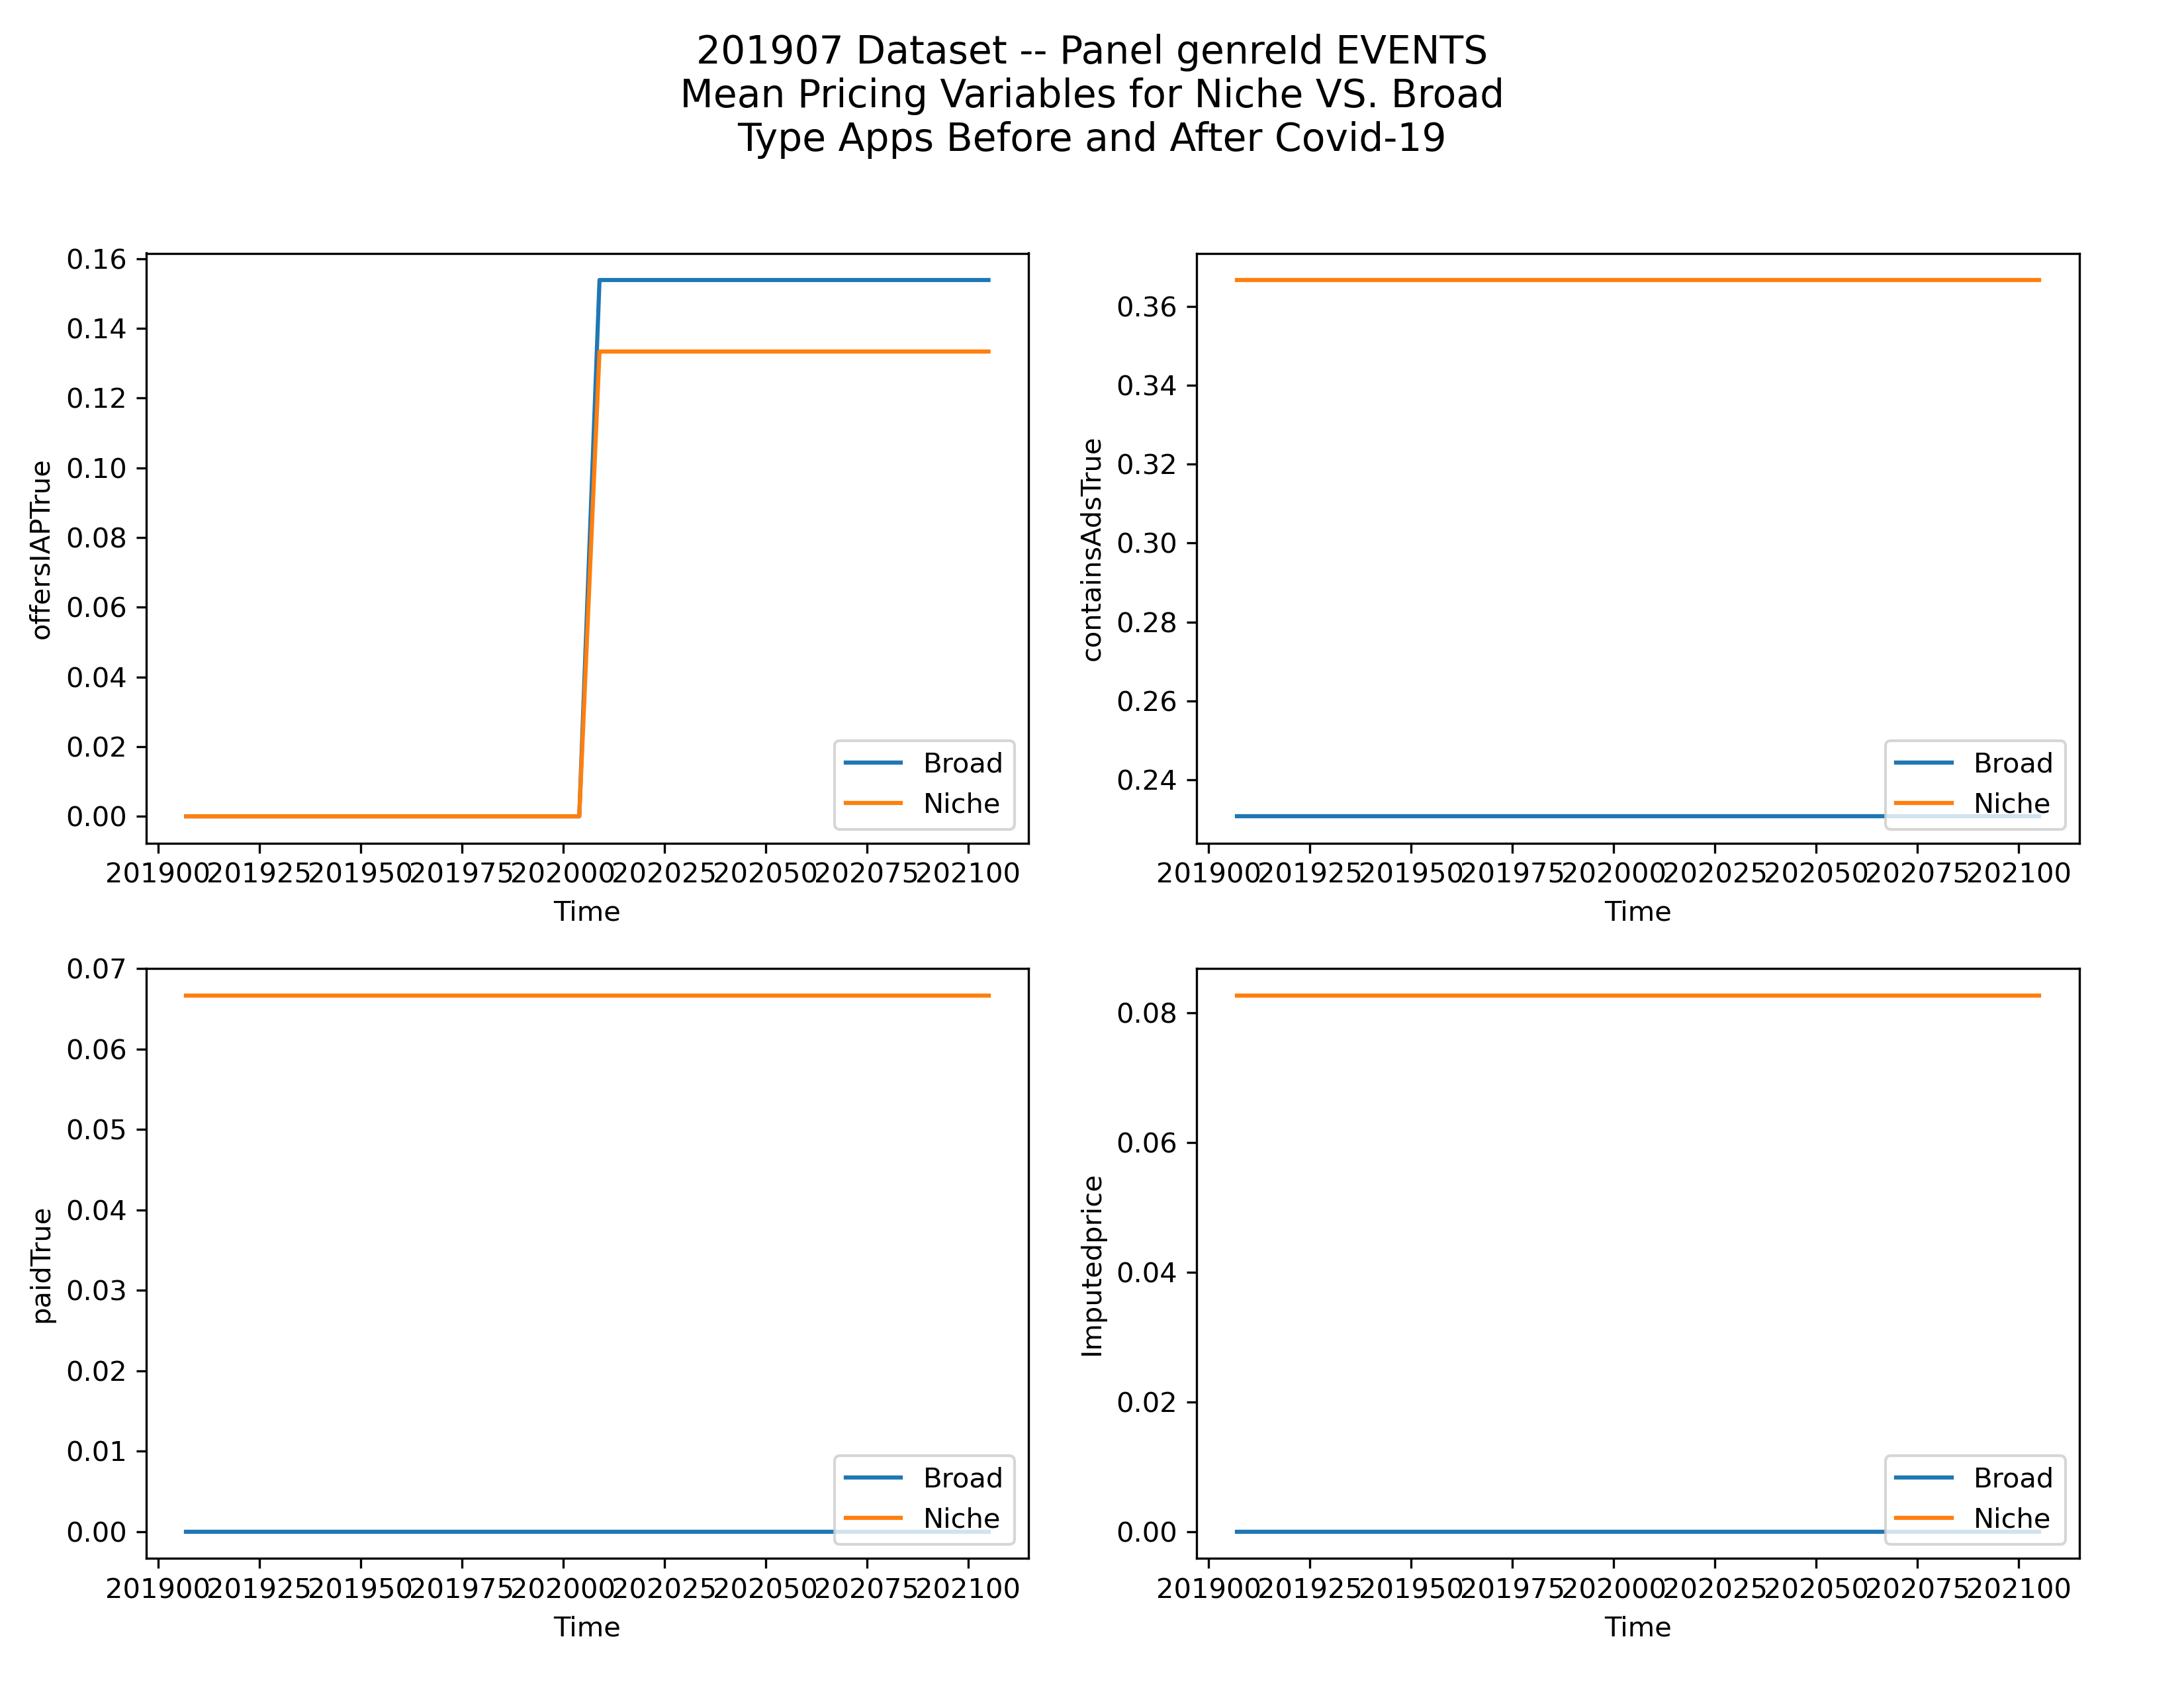 201907 Dataset -- Panel genreId EVENTS
Mean Pricing Variables for Niche VS. Broad
Type Apps Before and After Covid-19
0.16
0.14
0.12
0.10
0.08
0.06
0.04
0.02
0.00
offersIAPTrue
Broad
Niche
201900 201925 201950 201975 202000 202025 202050 202075 202100
Time
0.36
0.34
0.32
0.30
0.28
0.26
0.24
containsAdsTrue
Broad
Niche
201900 201925 201950 201975 202000 202025 202050 202075 202100
Time
0.07
0.06
0.05
0.04
0.03
0.02
0.01
0.00
paidTrue
Broad
Niche
201900 201925 201950 201975 202000 202025 202050 202075 202100
Time
0.08
0.06
0.04
0.02
0.00
Imputedprice
Broad
Niche
201900 201925 201950 201975 202000 202025 202050 202075 202100
Time